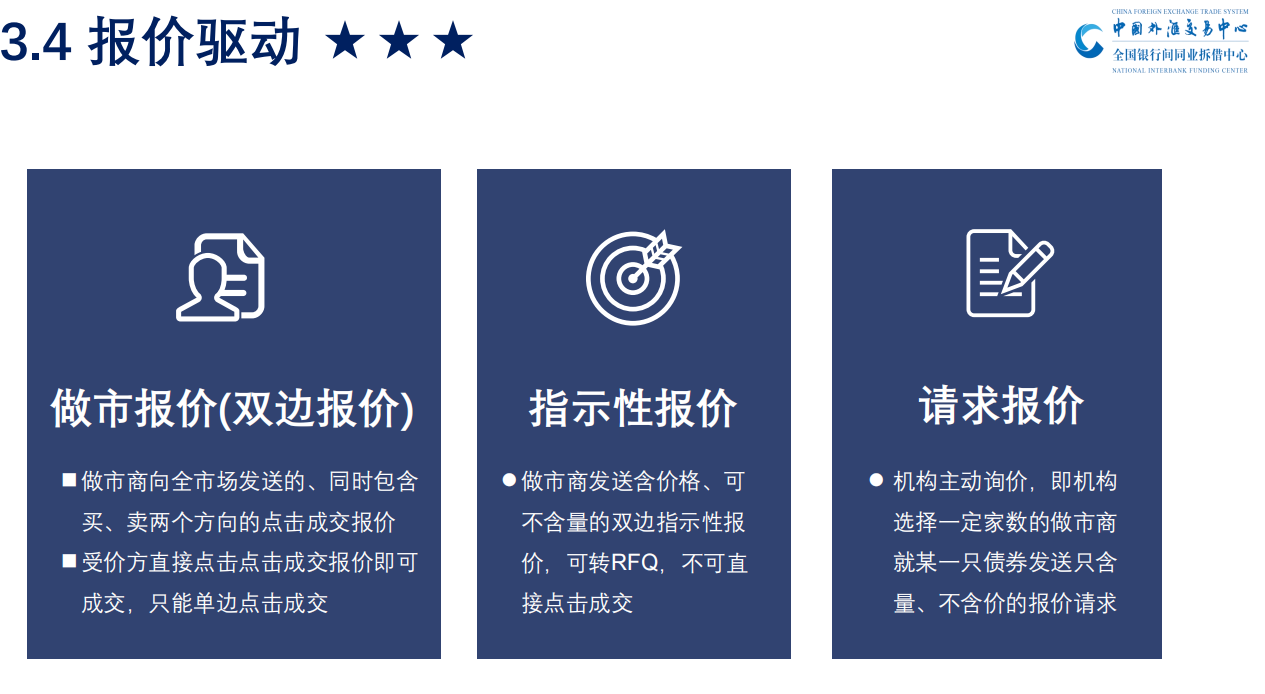 3.4 报价驱动 ★ ★ ★
CHINA FOREIGN EXCHANGE TRADE SYSTEM
中國外滙交易中心
全国银行间同业拆借中心
NATIONAL INTERBANK FUNDING CENTER
做市报价(双边报价)
■做市商向全市场发送的、同时包含
买、卖两个方向的点击成交报价
■受价方直接点击点击成交报价即可
成交，只能单边点击成交
指示性报价
●做市商发送含价格、可
不含量的双边指示性报
价，可转RFQ，不可直
接点击成交
请求报价
● 机构主动询价，即机构
选择一定家数的做市商
就某一只债券发送只含
量、不含价的报价请求